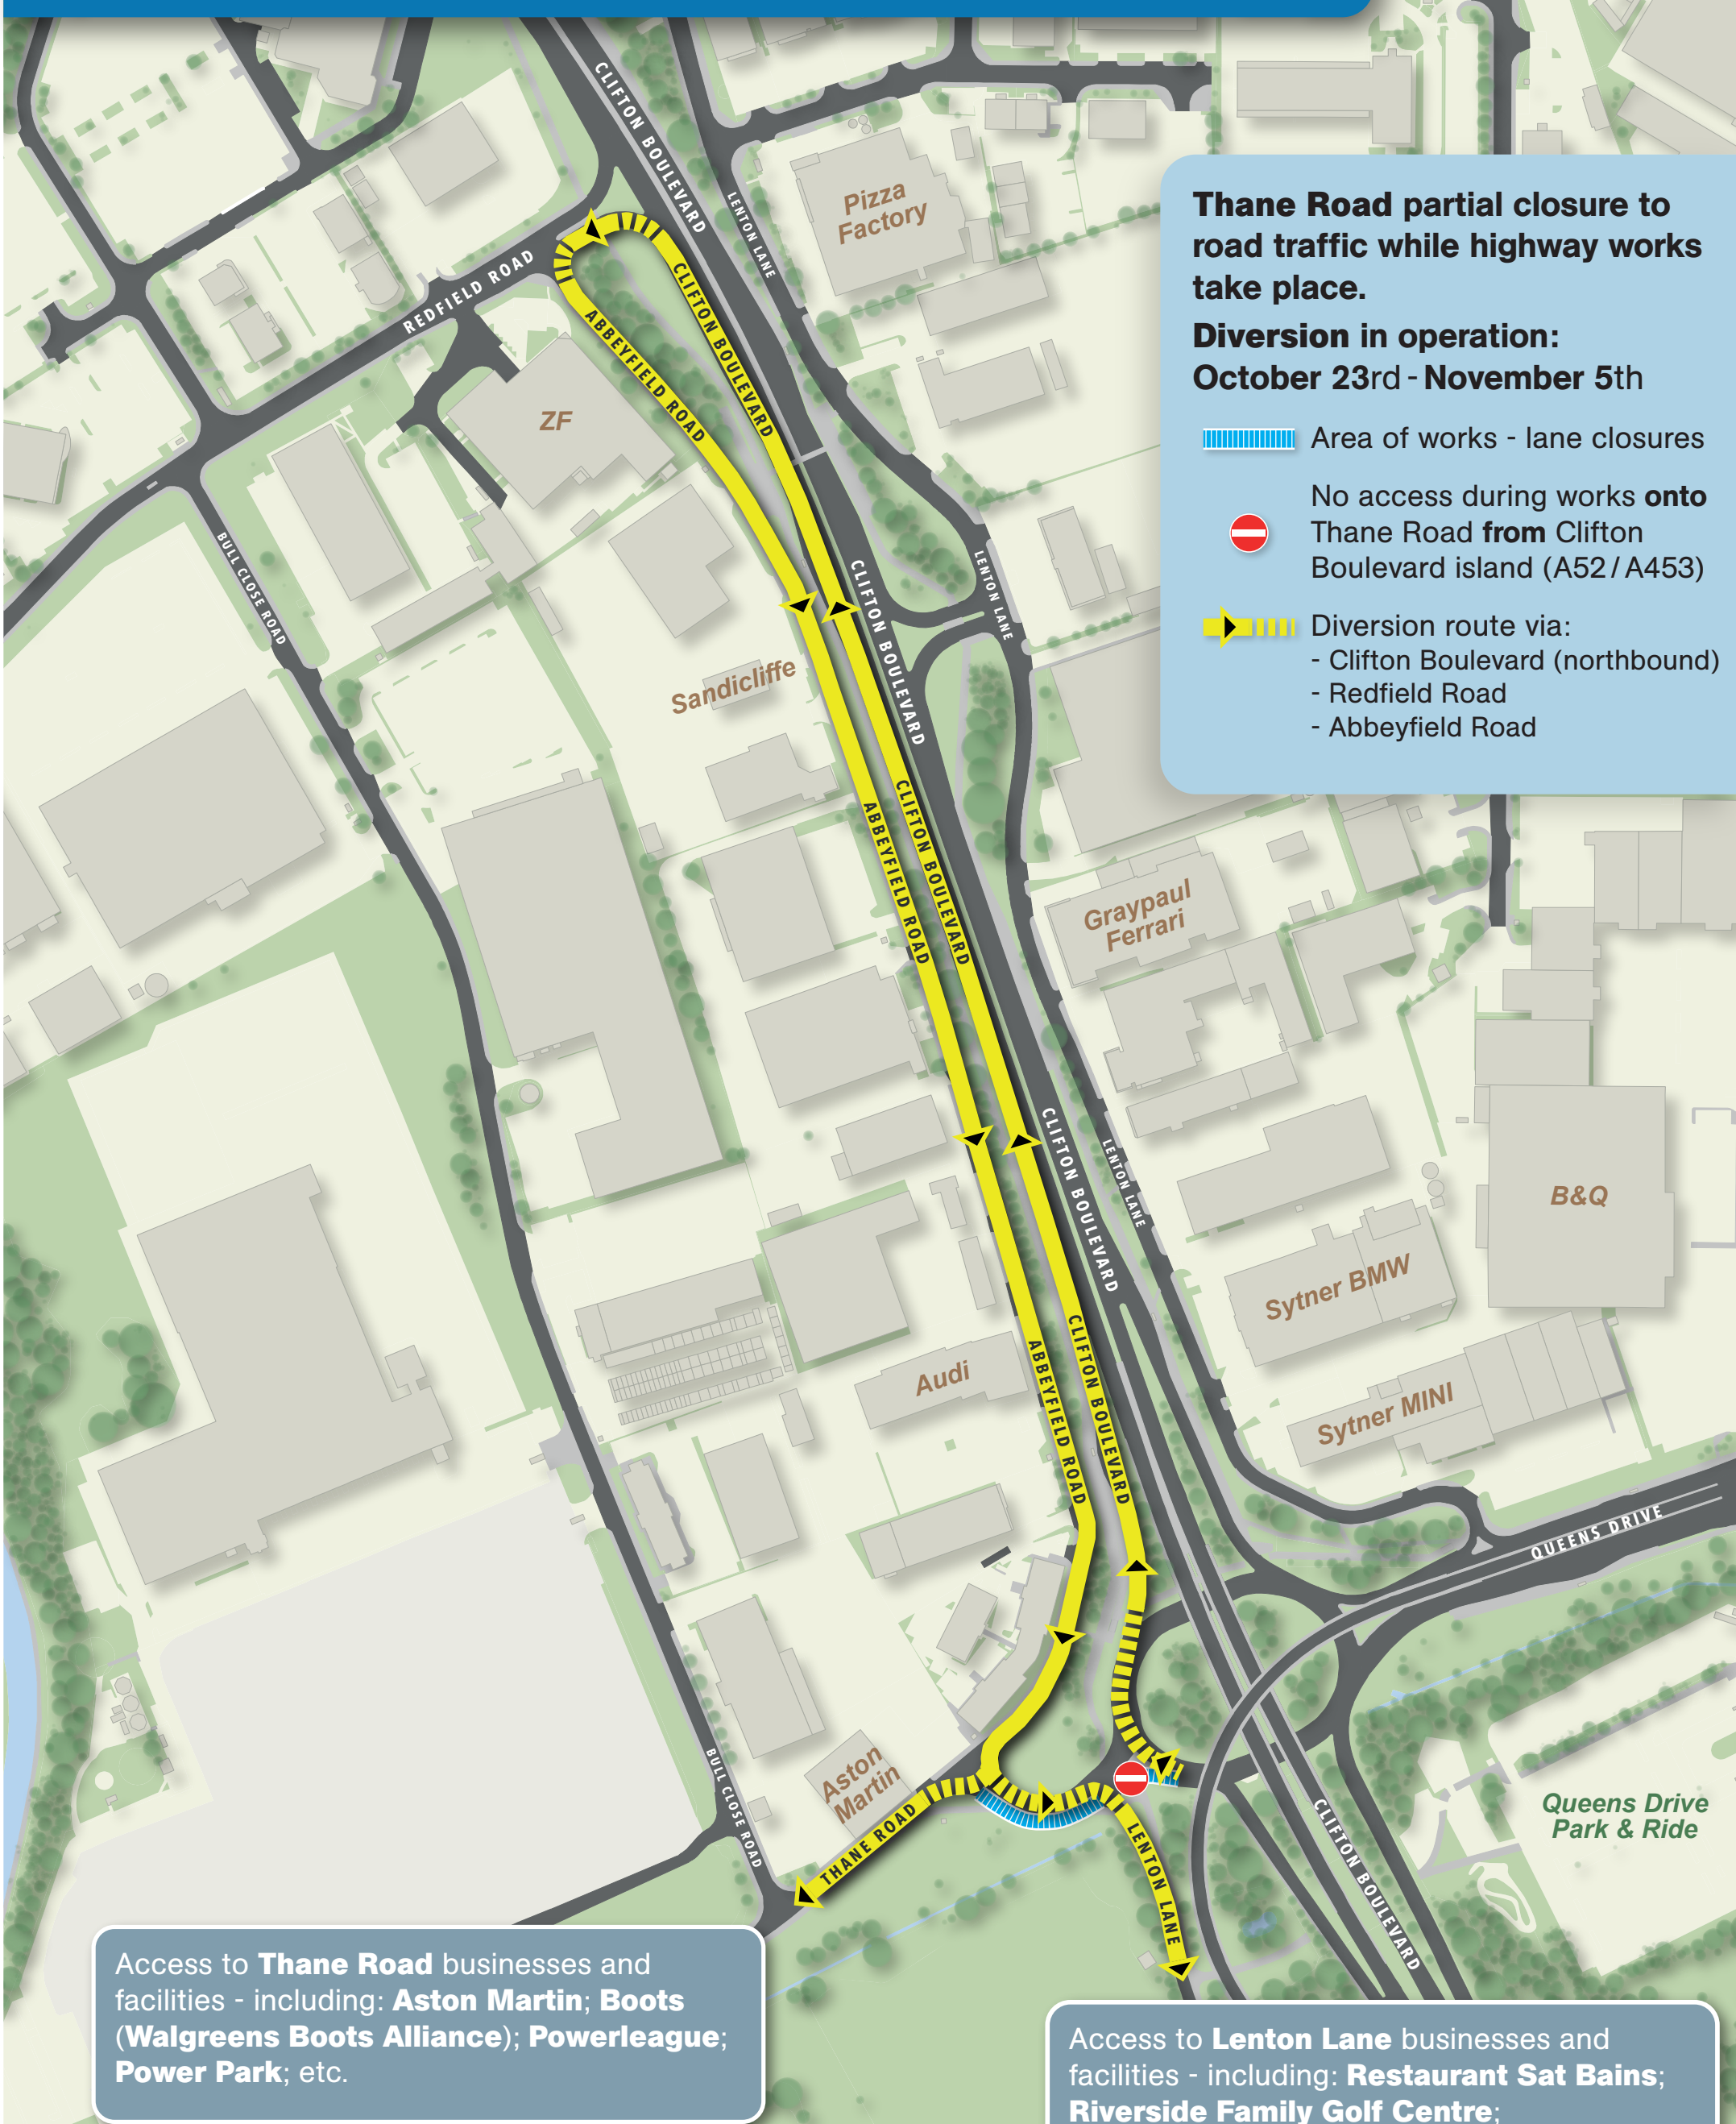 CLIFTON BOULEVARD
LENTON LANE
Pizza
Factory
Thane Road partial closure to
road traffic while highway works
take place.
Diversion in operation:
October 23rd - November 5th
Area of works - lane closures
No access during works onto
Thane Road from Clifton
Boulevard island (A52 / A453)
Diversion route via:
- Clifton Boulevard (northbound)
- Redfield Road
- Abbeyfield Road
REDFIELD ROAD
CLIFTON BOULEVARD
ABBEYFIELD ROAD
ZF
BULL CLOSE ROAD
CLIFTON BOULEVARD
LENTON LANE
Sandicliffe
CLIFTON BOULEVARD
ABBEYFIELD ROAD
Graypaul
Ferrari
CLIFTON BOULEVARD
LENTON LANE
B&Q
Sytner BMW
CLIFTON BOULEVARD
ABBEYFIELD ROAD
Audi
Sytner MINI
QUEENS DRIVE
BULL CLOSE ROAD
Aston
Martin
THANE ROAD
LENTON LANE
CLIFTON BOULEVARD
Queens Drive
Park & Ride
Access to Thane Road businesses and
facilities - including: Aston Martin; Boots
(Walgreens Boots Alliance); Powerleague;
Power Park; etc.
Access to Lenton Lane businesses and
facilities - including: Restaurant Sat Bains;
Riverside Family Golf Centre;